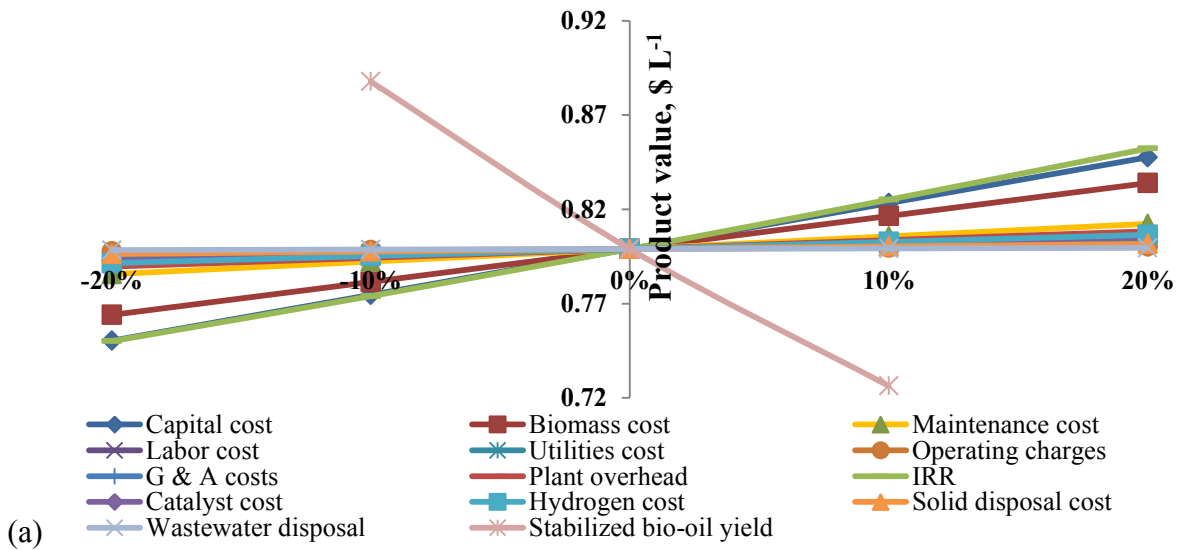 0.92
0.87
0.82
0.77
0.72
Product value, $ L-1
-20% -10% 0% 10% 20%
Capital cost Biomass cost Maintenance cost
Labor cost Utilities cost Operating charges
G & A costs Plant overhead IRR
Catalyst cost Hydrogen cost Solid disposal cost
(a) Wastewater disposal Stabilized bio-oil yield